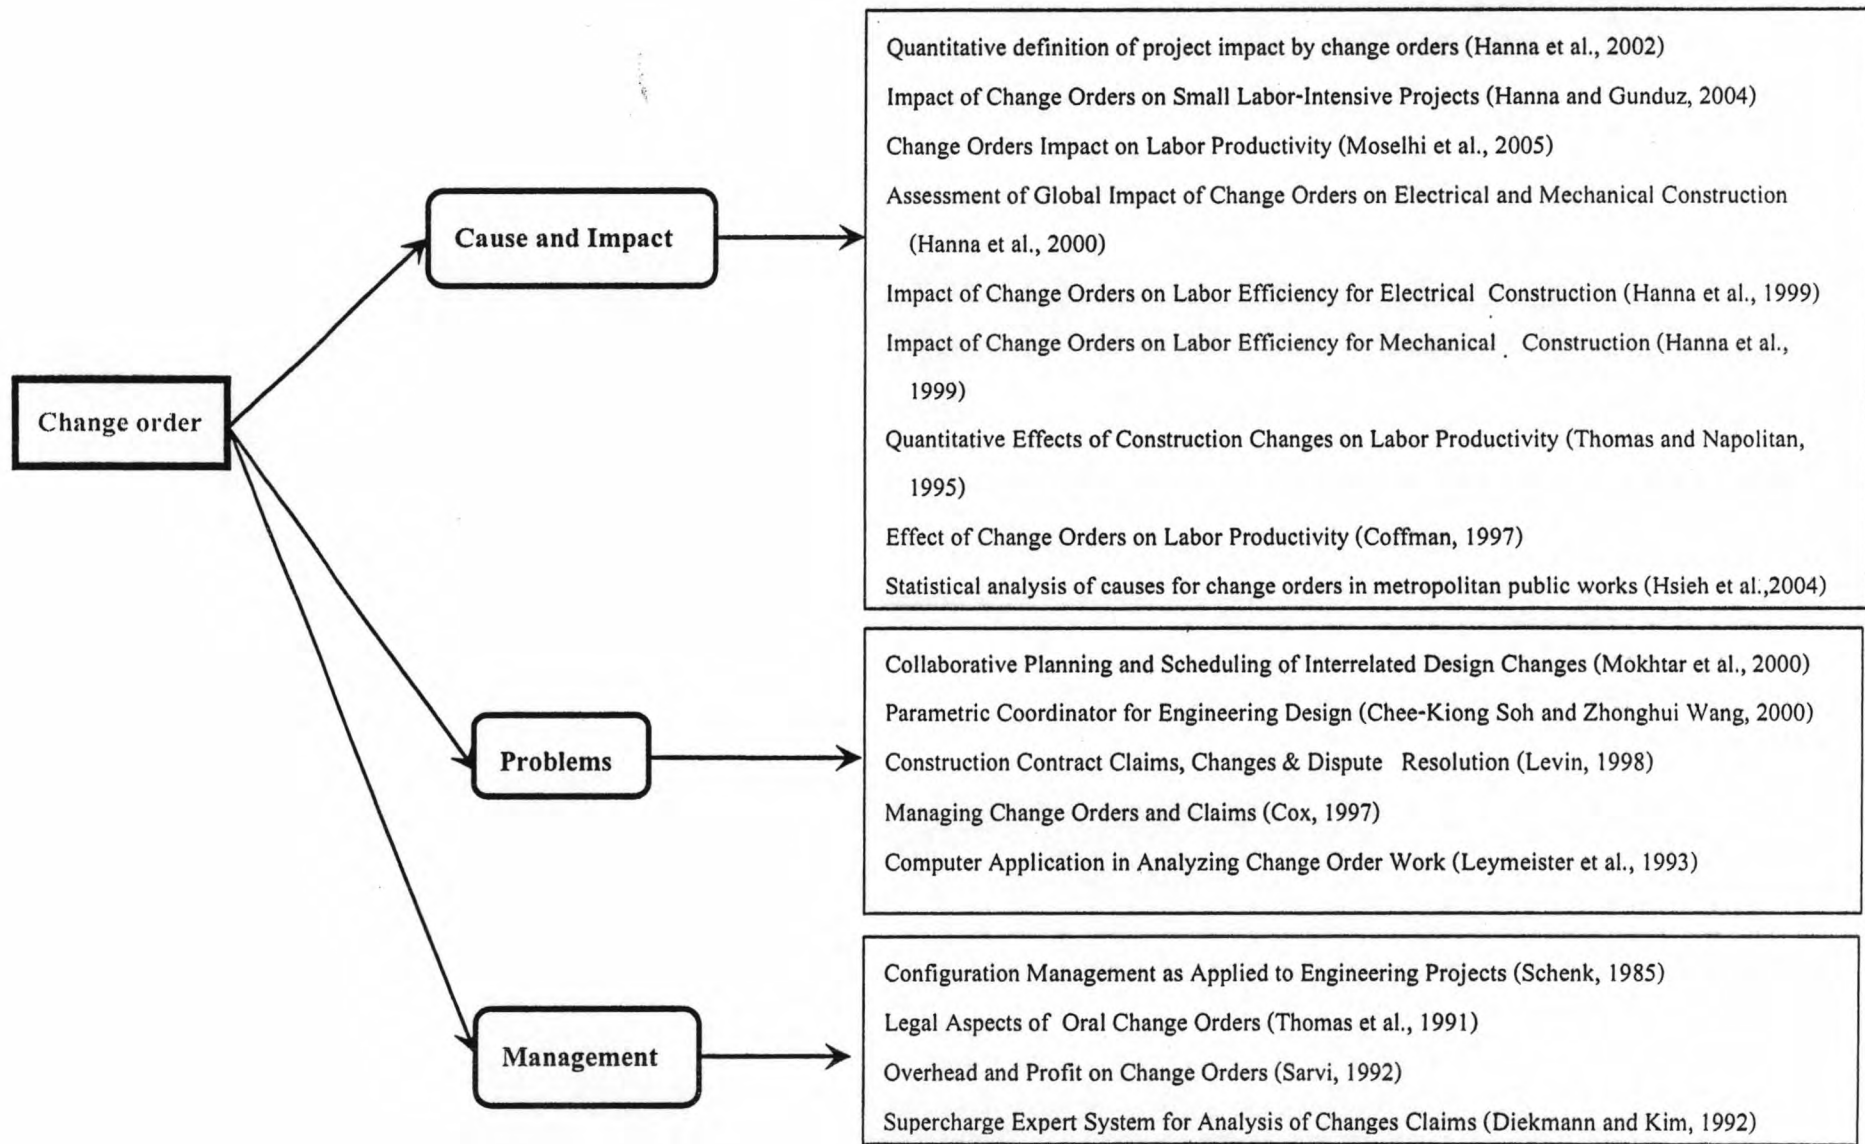 Change order
Cause and Impact
Quantitative definition of project impact by change orders (Hanna et al., 2002)
Impact of Change Orders on Small Labor-Intensive Projects (Hanna and Gunduz, 2004)
Change Orders Impact on Labor Productivity (Moselhi et al., 2005)
Assessment of Global Impact of Change Orders on Electrical and Mechanical Construction
(Hanna et al., 2000)
Impact of Change Orders on Labor Efficiency for Electrical Construction (Hanna et al., 1999)
Impact of Change Orders on Labor Efficiency for Mechanical Construction (Hanna et al.,
1999)
Quantitative Effects of Construction Changes on Labor Productivity (Thomas and Napolitan,
1995)
Effect of Change Orders on Labor Productivity (Coffman, 1997)
Statistical analysis of causes for change orders in metropolitan public works (Hsieh et al.,2004)
Problems
Collaborative Planning and Scheduling of Interrelated Design Changes (Mokhtar et al., 2000)
Parametric Coordinator for Engineering Design (Chee-Kiong Soh and Zhonghui Wang, 2000)
Construction Contract Claims, Changes & Dispute Resolution (Levin, 1998)
Managing Change Orders and Claims (Cox, 1997)
Computer Application in Analyzing Change Order Work (Leymeister et al., 1993)
Management
Configuration Management as Applied to Engineering Projects (Schenk, 1985)
Legal Aspects of Oral Change Orders (Thomas et al., 1991)
Overhead and Profit on Change Orders (Sarvi, 1992)
Supercharge Expert System for Analysis of Changes Claims (Diekmann and Kim, 1992)